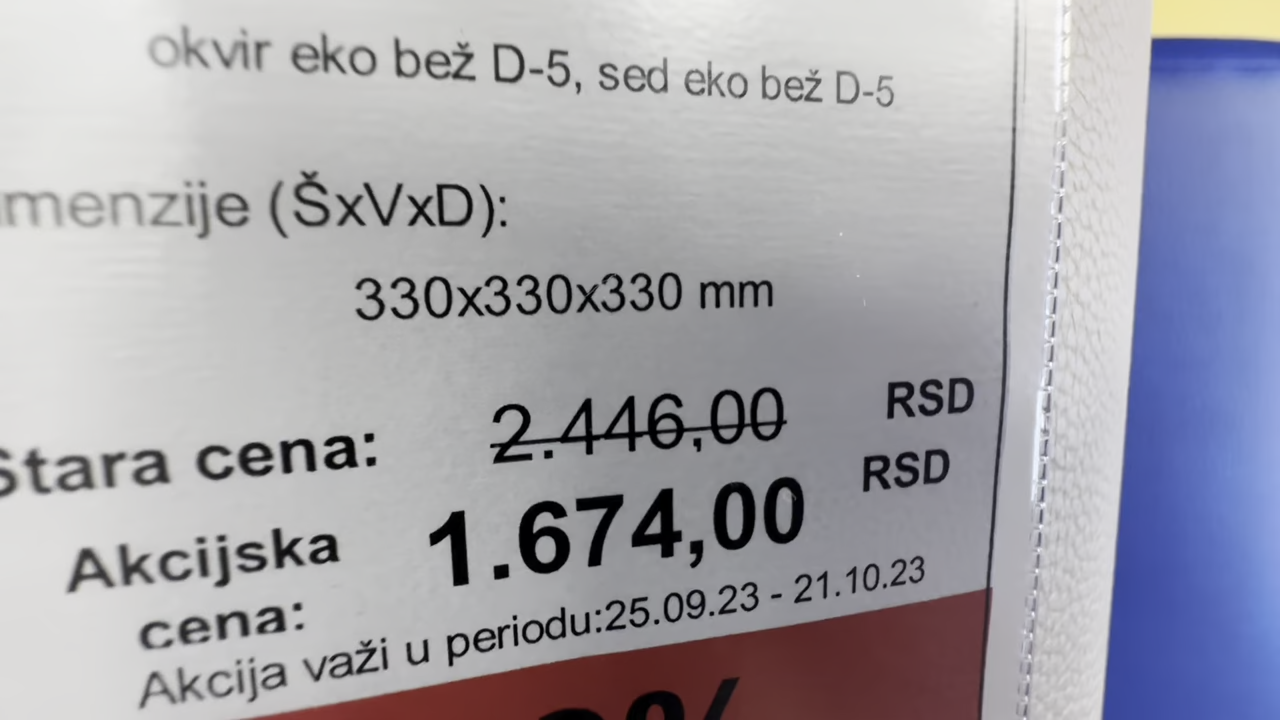 okvir eko bež D-5, sed eko bež D-5
menzije (ŠxVxD):
330x330x330 mm
Stara cena: 2.446,00 RSD
Akcijska cena: 1.674,00 RSD
Akcija važi u periodu:25.09.23 - 21.10.23
%